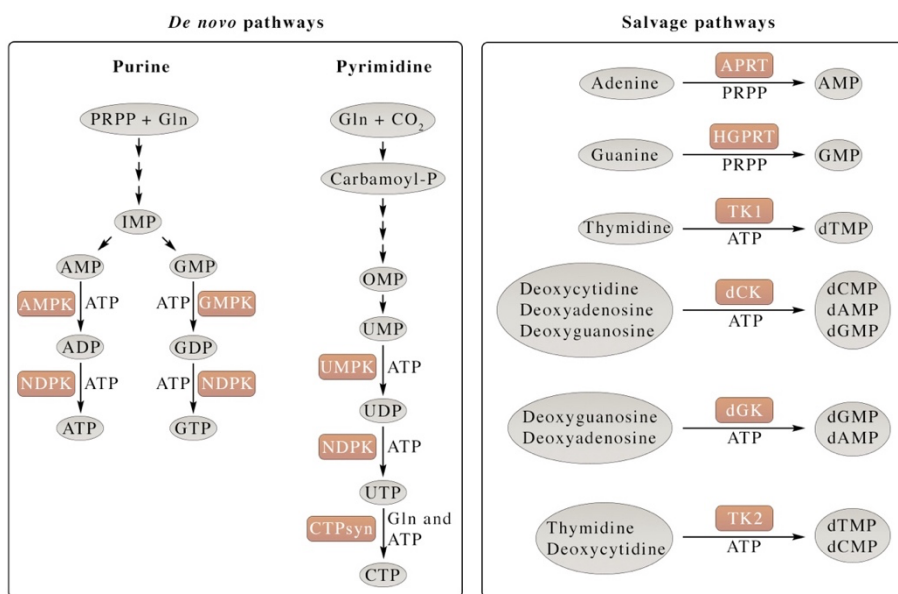 De novo pathways
Purine
PRPP + Gln
IMP
AMP
GMP
AMPK
ATP
ATP
GMPK
ADP
GDP
NDPK
ATP
ATP
NDPK
ATP
GTP
Pyrimidine
Gln + CO₂
Carbamoyl-P
OMP
UMP
UMPK
ATP
UDP
NDPK
ATP
UTP
CTPsyn
Gln and
ATP
CTP
Salvage pathways
Adenine
APRT
PRPP
AMP
Guanine
HGPRT
PRPP
GMP
Thymidine
TK1
ATP
dTMP
Deoxycytidine
Deoxyadenosine
Deoxyguanosine
dCK
ATP
dCMP
dAMP
dGMP
Deoxyguanosine
Deoxyadenosine
dGK
ATP
dGMP
dAMP
Thymidine
Deoxycytidine
TK2
ATP
dTMP
dCMP